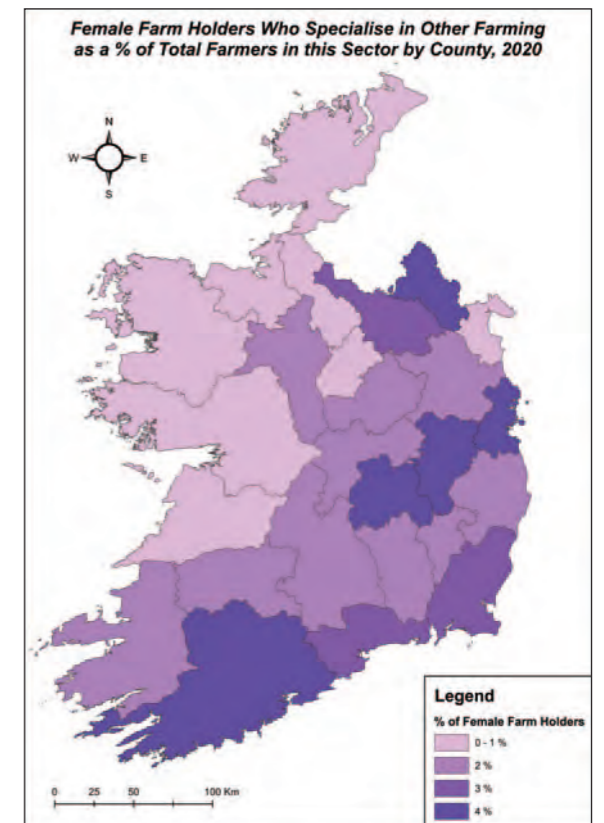 Female Farm Holders Who Specialise in Other Farming
as a % of Total Farmers in this Sector by County, 2020
N
W E
S
Legend
% of Female Farm Holders
0 - 1 %
2 %
3 %
4 %
0 25 50 100 Km